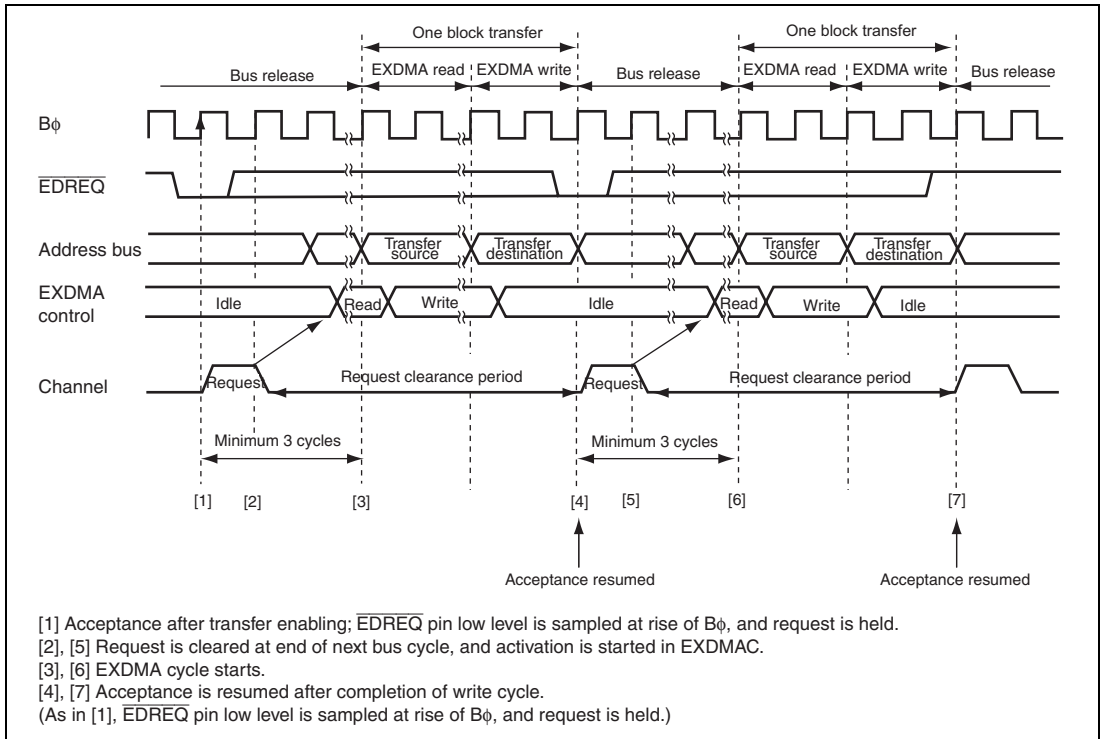 One block transfer One block transfer
Bus release EXDMA read EXDMA write Bus release EXDMA read EXDMA write Bus release
Bϕ
EDREQ
Address bus Transfer source Transfer destination Transfer source Transfer destination
EXDMA control Idle Read Write Idle Read Write Idle
Channel Request Request clearance period Request Request clearance period
Minimum 3 cycles Minimum 3 cycles
[1] [2] [3] [4] [5] [6] [7]
Acceptance resumed Acceptance resumed
[1] Acceptance after transfer enabling; EDREQ pin low level is sampled at rise of Bϕ, and request is held.
[2], [5] Request is cleared at end of next bus cycle, and activation is started in EXDMAC.
[3], [6] EXDMA cycle starts.
[4], [7] Acceptance is resumed after completion of write cycle.
(As in [1], EDREQ pin low level is sampled at rise of Bϕ, and request is held.)